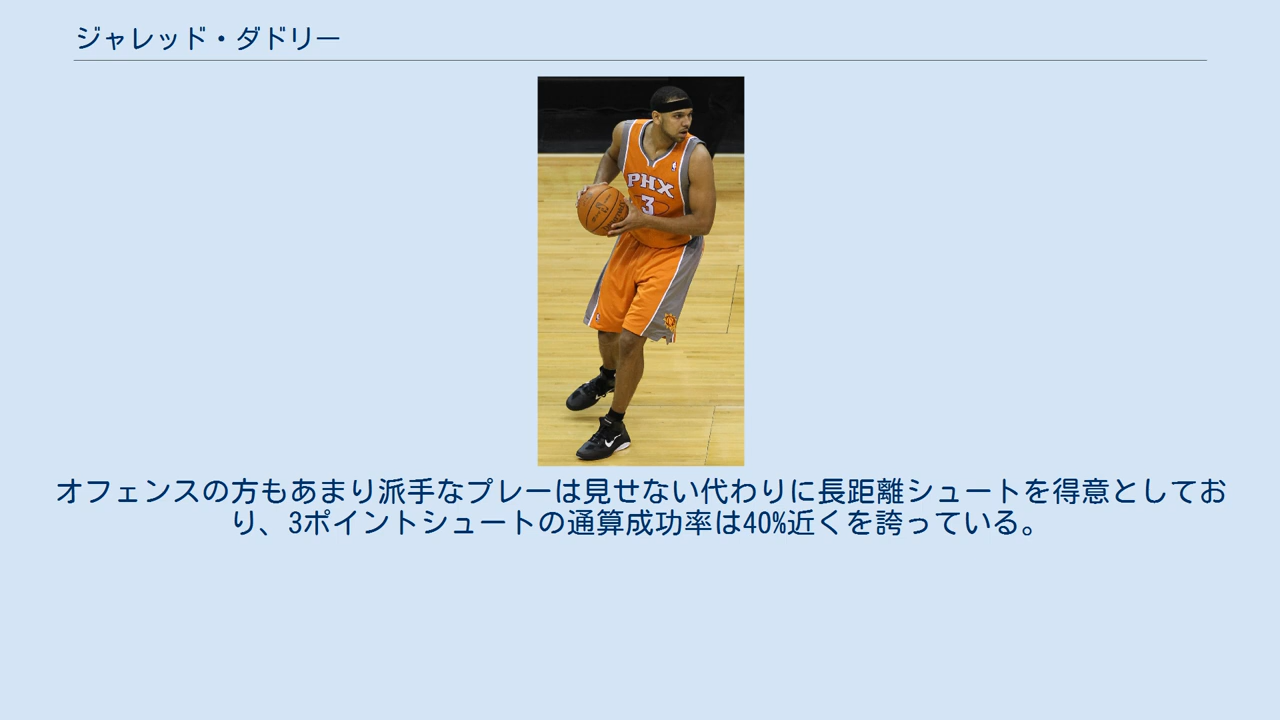 ジャレッド・ダドリー
PHX
3
オフェンスの方もあまり派手なプレーは見せない代わりに長距離シュートを得意としてお
り、3ポイントシュートの通算成功率は40%近くを誇っている。